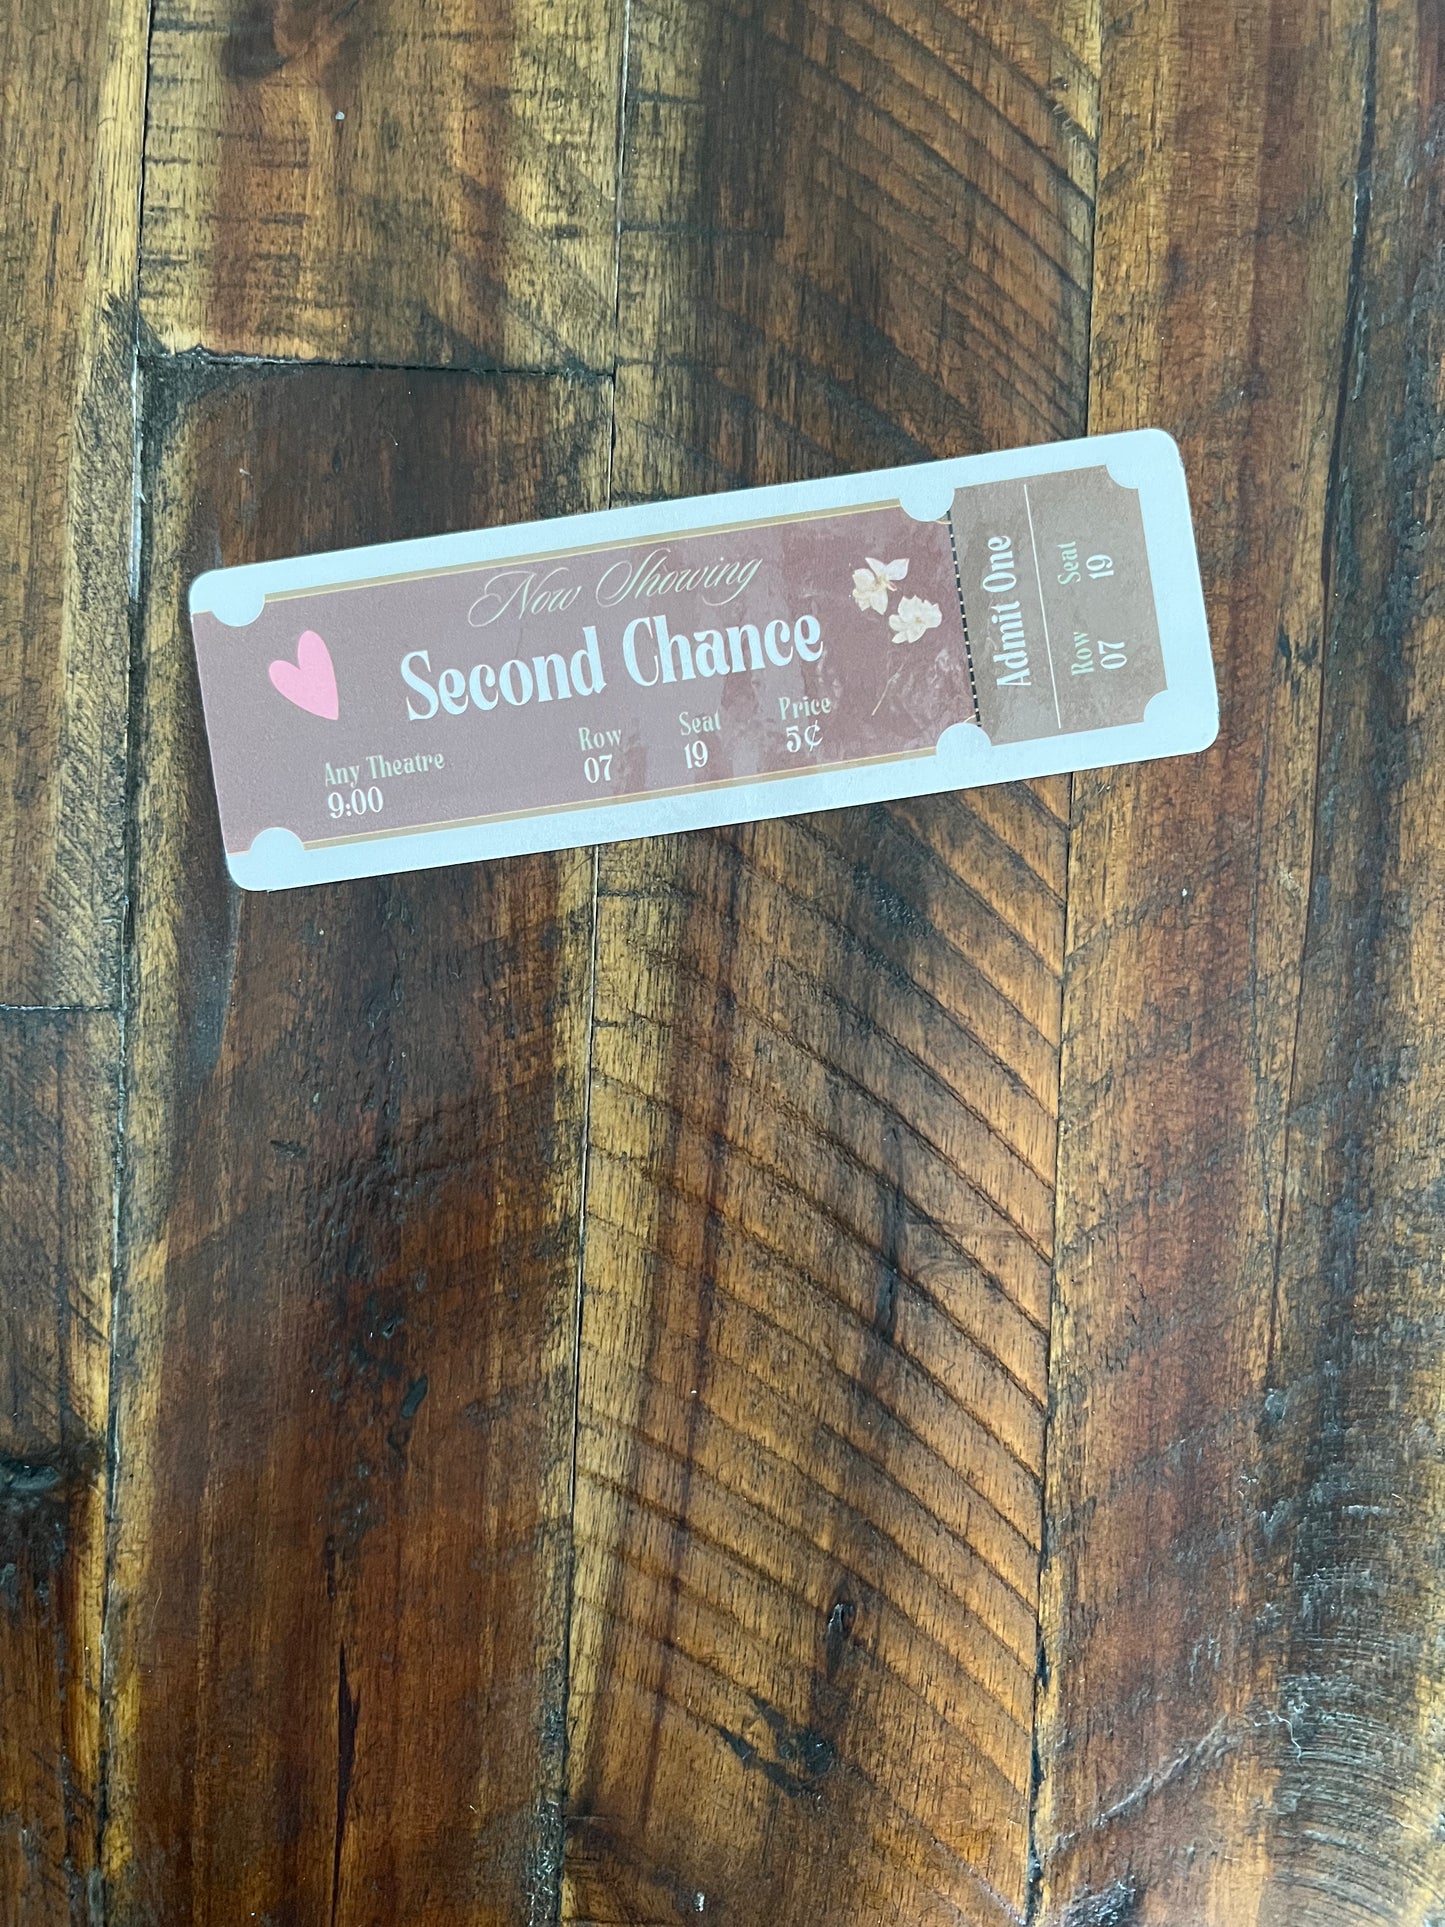 Now Showing
Second Chance
Any Theatre
9:00
Row
07
Seat
19
Price
5¢
Admit One
Row
07
Seat
19